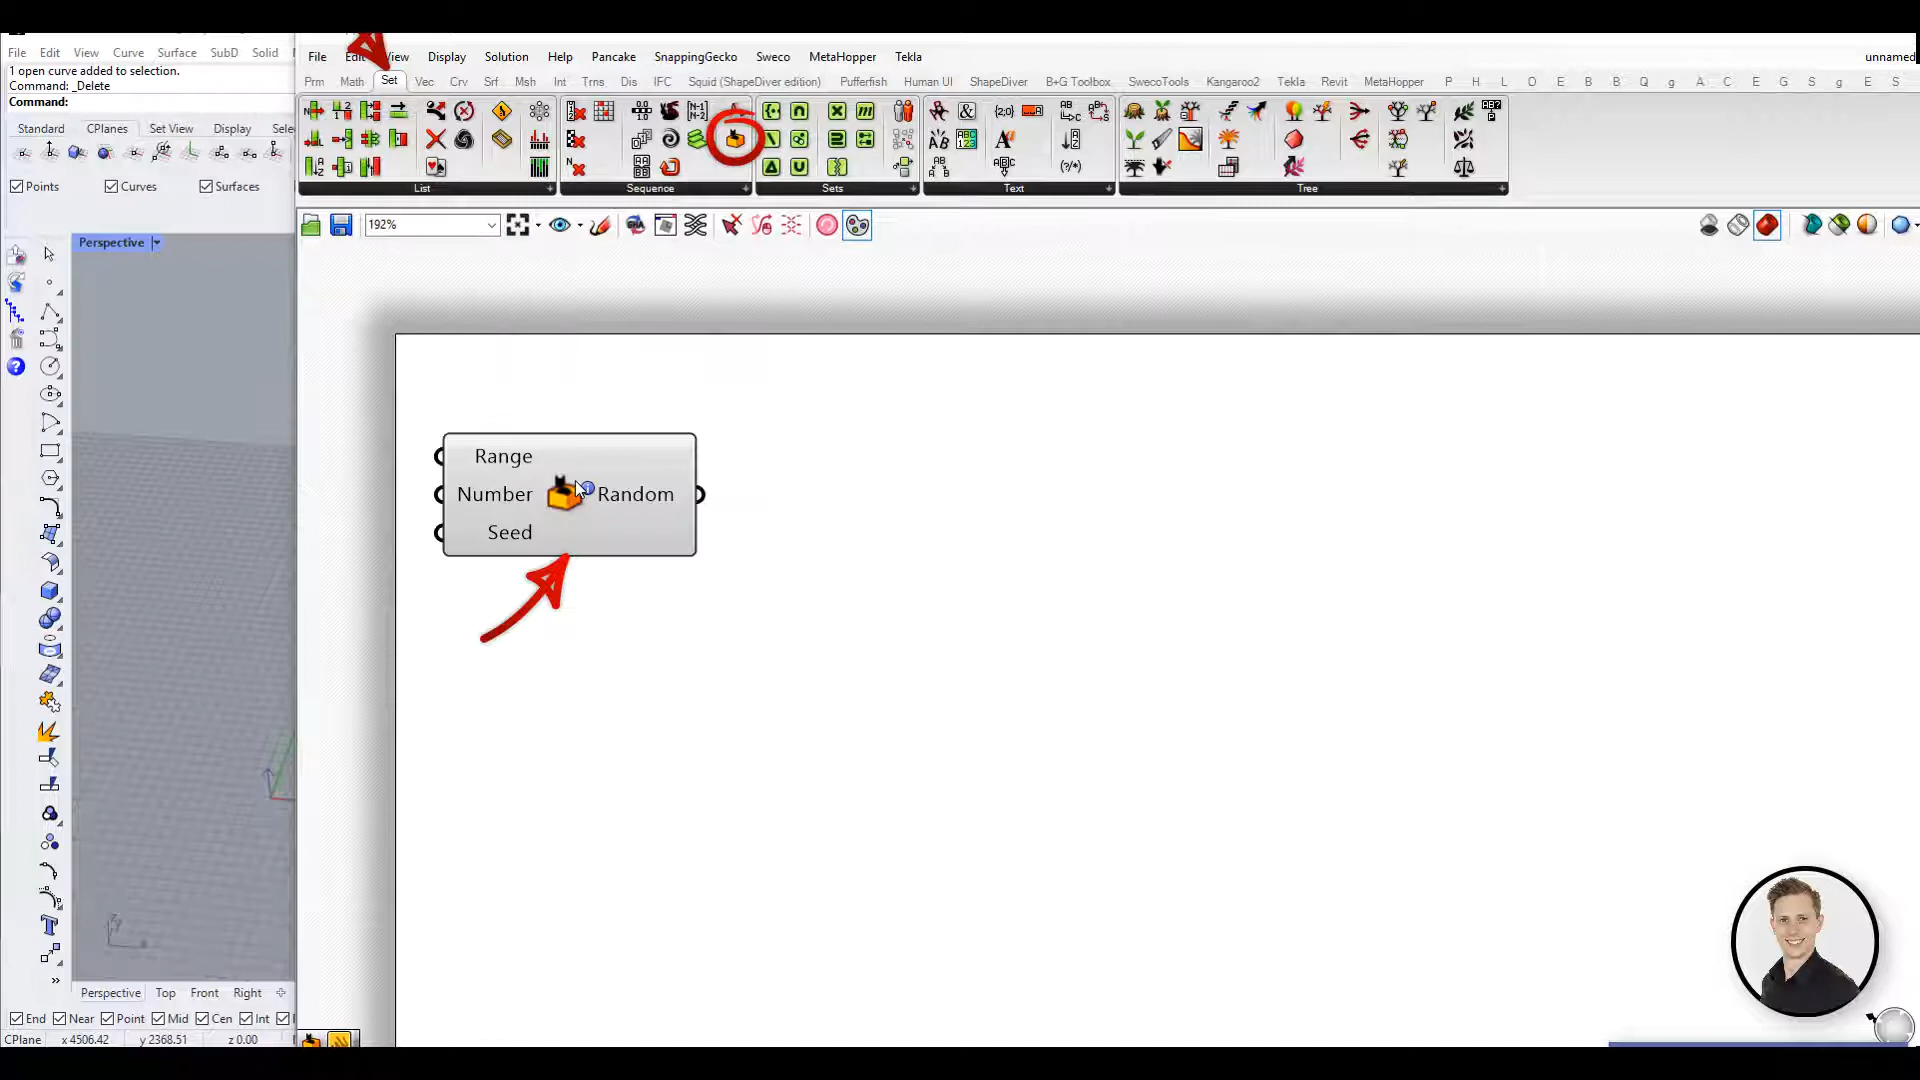 File Edit View Curve Surface SubD Solid
1 open curve added to selection.
Command: _Delete
Command:
Standard CPlanes Set View Display Selec
Points Curves Surfaces
Perspective
File Edit View Display Solution Help Pancake SnappingGecko Sweco MetaHopper Tekla
unnamed
Prm Math Set Vec Crv Srf Msh Int Trns Dis IFC Squid (ShapeDiver edition) Pufferfish Human UI ShapeDiver B+G Toolbox SwecoTools Kangaroo2 Tekla Revit MetaHopper P H L O E B B Q g A C E G S g E S
List Sequence Sets Text Tree
192%
Range
Number Random
Seed
Perspective Top Front Right
End Near Point Mid Cen Int
CPlane x 4506.42 y 2368.51 z 0.00